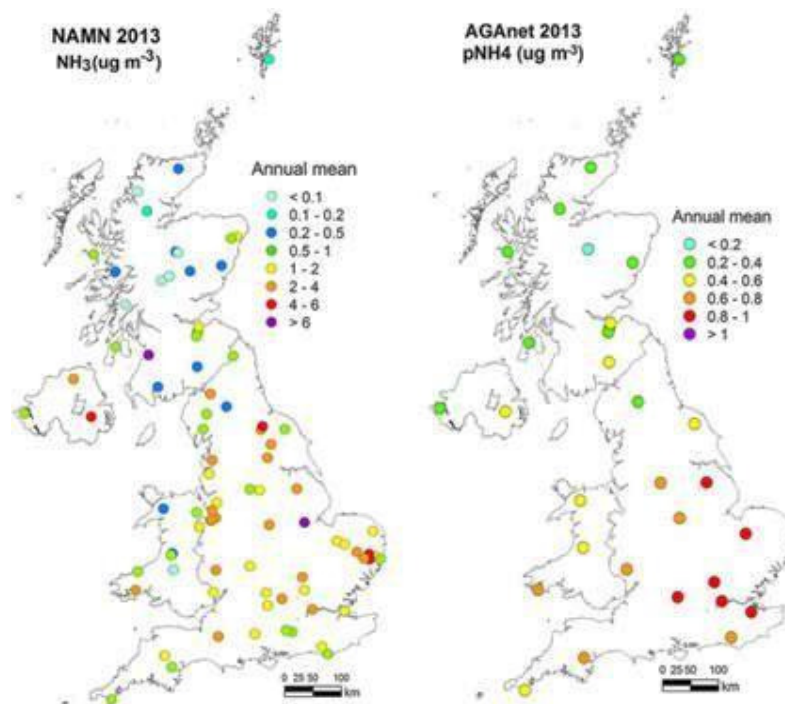 NAMN 2013
NH₃(ug m⁻³)
Annual mean
< 0.1
0.1 - 0.2
0.2 - 0.5
0.5 - 1
1 - 2
2 - 4
4 - 6
> 6
0 25 50 100
km
AGAnet 2013
pNH4 (ug m⁻³)
Annual mean
< 0.2
0.2 - 0.4
0.4 - 0.6
0.6 - 0.8
0.8 - 1
> 1
0 25 50 100
km